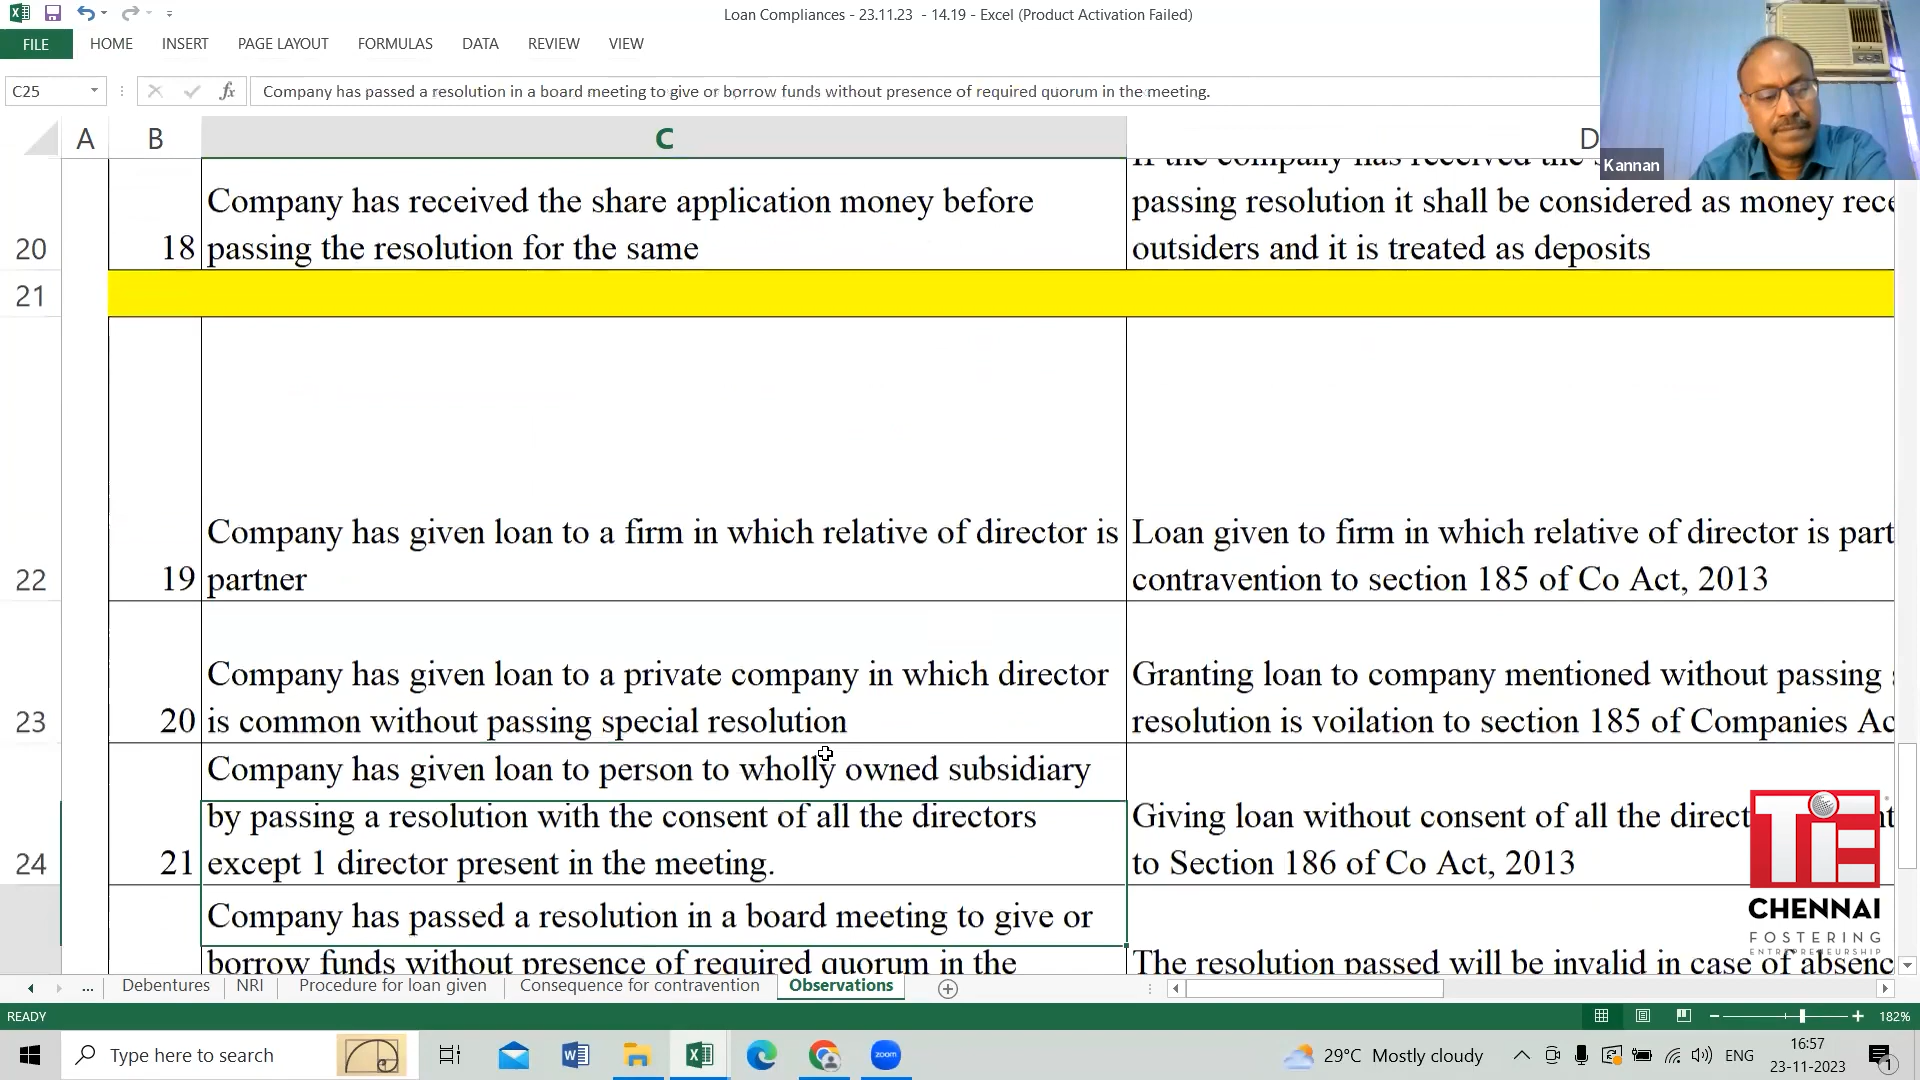 Loan Compliances - 23.11.23 - 14.19 - Excel (Product Activation Failed)
FILE HOME INSERT PAGE LAYOUT FORMULAS DATA REVIEW VIEW
C25 fx Company has passed a resolution in a board meeting to give or borrow funds without presence of required quorum in the meeting.
Kannan
A B C D
passing resolution it shall be considered as money rece
20 18 Company has received the share application money before
passing the resolution for the same
outsiders and it is treated as deposits
21
22 19 Company has given loan to a firm in which relative of director is
partner
Loan given to firm in which relative of director is part
contravention to section 185 of Co Act, 2013
23 20 Company has given loan to a private company in which director
is common without passing special resolution
Granting loan to company mentioned without passing
resolution is voilation to section 185 of Companies Ac
24 21 Company has given loan to person to wholly owned subsidiary
by passing a resolution with the consent of all the directors
except 1 director present in the meeting.
Giving loan without consent of all the direct
to Section 186 of Co Act, 2013
Company has passed a resolution in a board meeting to give or
borrow funds without presence of required quorum in the
The resolution passed will be invalid in case of absenc
TiE
CHENNAI
FOSTERING
ENTREPRENEURSHIP
... Debentures NRI Procedure for loan given Consequence for contravention Observations
READY 182%
Type here to search
29°C Mostly cloudy ENG 16:57
23-11-2023
zoom
1